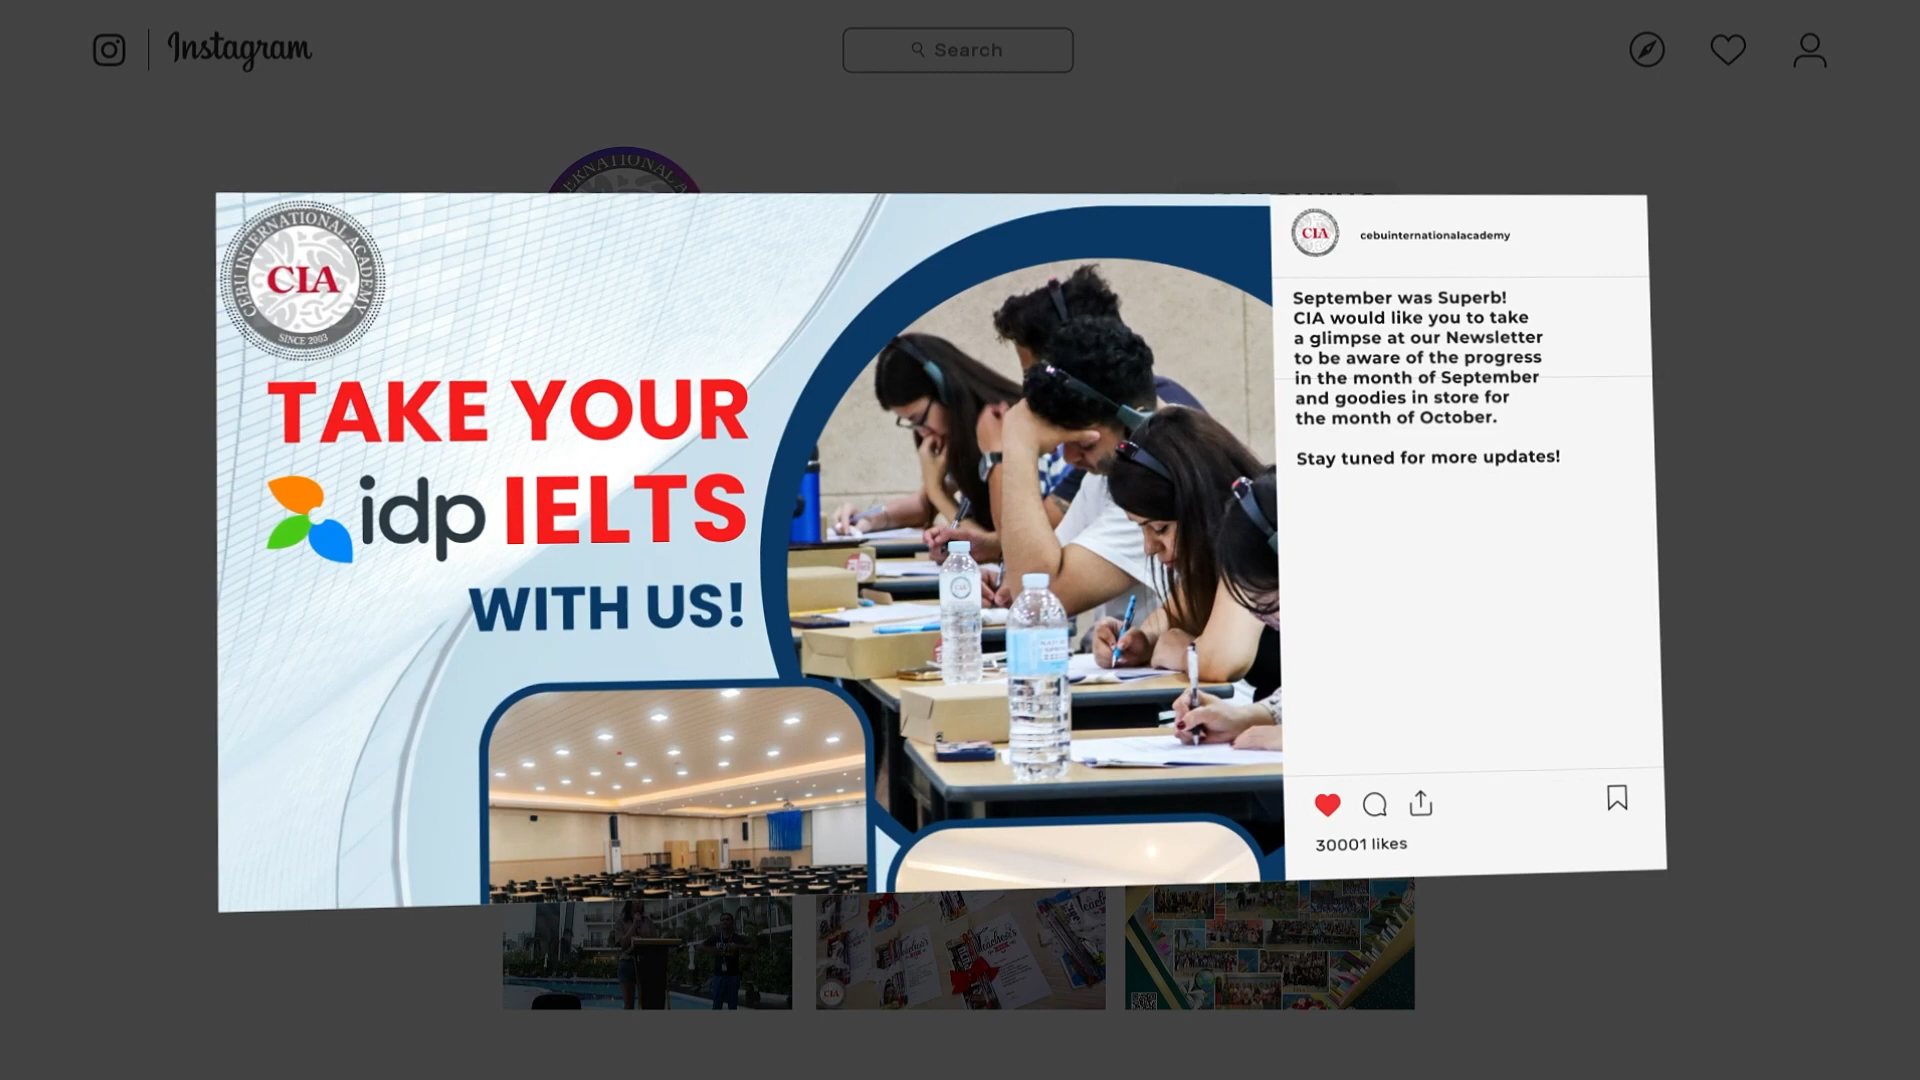 Instagram
Search
CEBU INTERNATIONAL ACADEMY
CIA
SINCE 2003
TAKE YOUR
idp IELTS
WITH US!
CIA
cebuinternationalacademy
September was Superb!
CIA would like you to take
a glimpse at our Newsletter
to be aware of the progress
in the month of September
and goodies in store for
the month of October.
Stay tuned for more updates!
30001 likes
CIA